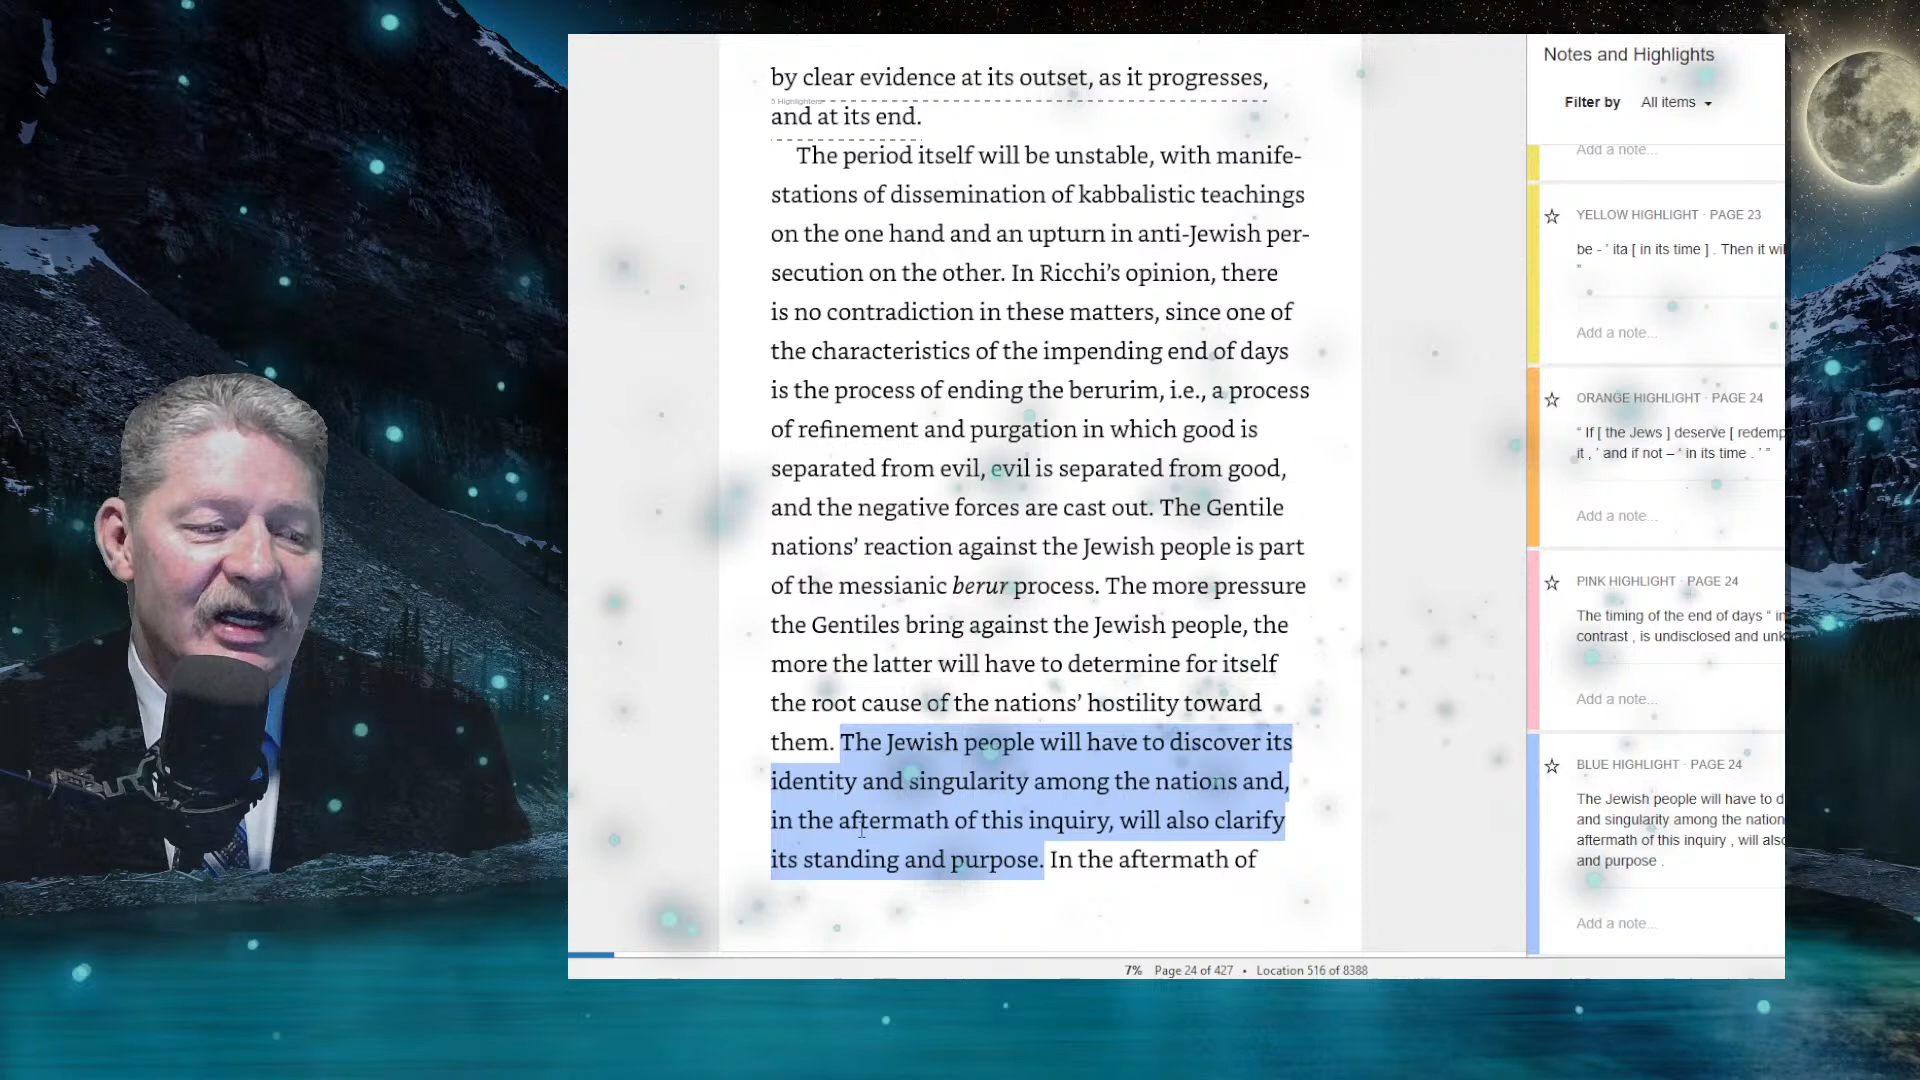 by clear evidence at its outset, as it progresses,
5 Highlighters
and at its end.
The period itself will be unstable, with manife-
stations of dissemination of kabbalistic teachings
on the one hand and an upturn in anti-Jewish per-
secution on the other. In Ricchi’s opinion, there
is no contradiction in these matters, since one of
the characteristics of the impending end of days
is the process of ending the berurim, i.e., a process
of refinement and purgation in which good is
separated from evil, evil is separated from good,
and the negative forces are cast out. The Gentile
nations’ reaction against the Jewish people is part
of the messianic berur process. The more pressure
the Gentiles bring against the Jewish people, the
more the latter will have to determine for itself
the root cause of the nations’ hostility toward
them. The Jewish people will have to discover its
identity and singularity among the nations and,
in the aftermath of this inquiry, will also clarify
its standing and purpose. In the aftermath of
7% Page 24 of 427 • Location 516 of 8388
Notes and Highlights
Filter by All items
Add a note...
YELLOW HIGHLIGHT · PAGE 23
be - ’ ita [ in its time ] . Then it wil
"
Add a note...
ORANGE HIGHLIGHT · PAGE 24
“ If [ the Jews ] deserve [ redemp
it , ’ and if not – ‘ in its time . ’ ”
Add a note...
PINK HIGHLIGHT · PAGE 24
The timing of the end of days “ in
contrast , is undisclosed and unk
Add a note...
BLUE HIGHLIGHT · PAGE 24
The Jewish people will have to d
and singularity among the nation
aftermath of this inquiry , will also
and purpose .
Add a note...